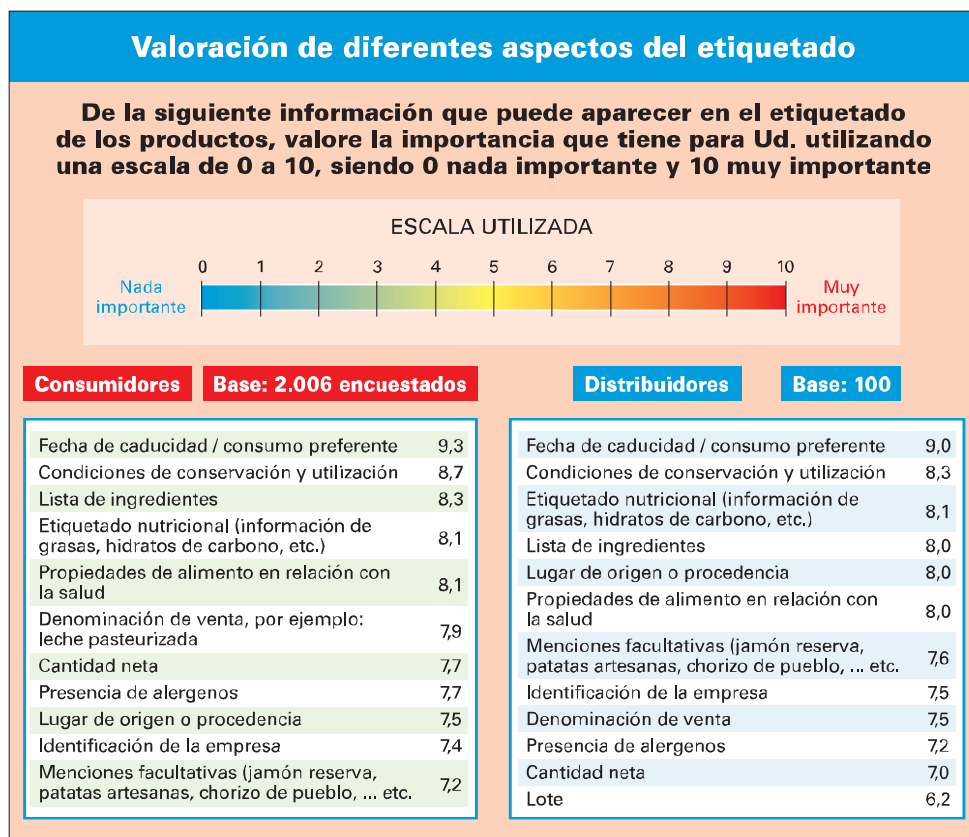 Valoración de diferentes aspectos del etiquetado
De la siguiente información que puede aparecer en el etiquetado
de los productos, valore la importancia que tiene para Ud. utilizando
una escala de 0 a 10, siendo 0 nada importante y 10 muy importante
ESCALA UTILIZADA
0 1 2 3 4 5 6 7 8 9 10
Nada
importante
Muy
importante
Consumidores
Base: 2.006 encuestados
Fecha de caducidad / consumo preferente 9,3
Condiciones de conservación y utilización 8,7
Lista de ingredientes 8,3
Etiquetado nutricional (información de
grasas, hidratos de carbono, etc.) 8,1
Propiedades de alimento en relación con
la salud 8,1
Denominación de venta, por ejemplo:
leche pasteurizada 7,9
Cantidad neta 7,7
Presencia de alergenos 7,7
Lugar de origen o procedencia 7,5
Identificación de la empresa 7,4
Menciones facultativas (jamón reserva,
patatas artesanas, chorizo de pueblo, ... etc. 7,2
Distribuidores
Base: 100
Fecha de caducidad / consumo preferente 9,0
Condiciones de conservación y utilización 8,3
Etiquetado nutricional (información de
grasas, hidratos de carbono, etc.) 8,1
Lista de ingredientes 8,0
Lugar de origen o procedencia 8,0
Propiedades de alimento en relación con
la salud 8,0
Menciones facultativas (jamón reserva,
patatas artesanas, chorizo de pueblo, ... etc. 7,6
Identificación de la empresa 7,5
Denominación de venta 7,5
Presencia de alergenos 7,2
Cantidad neta 7,0
Lote 6,2